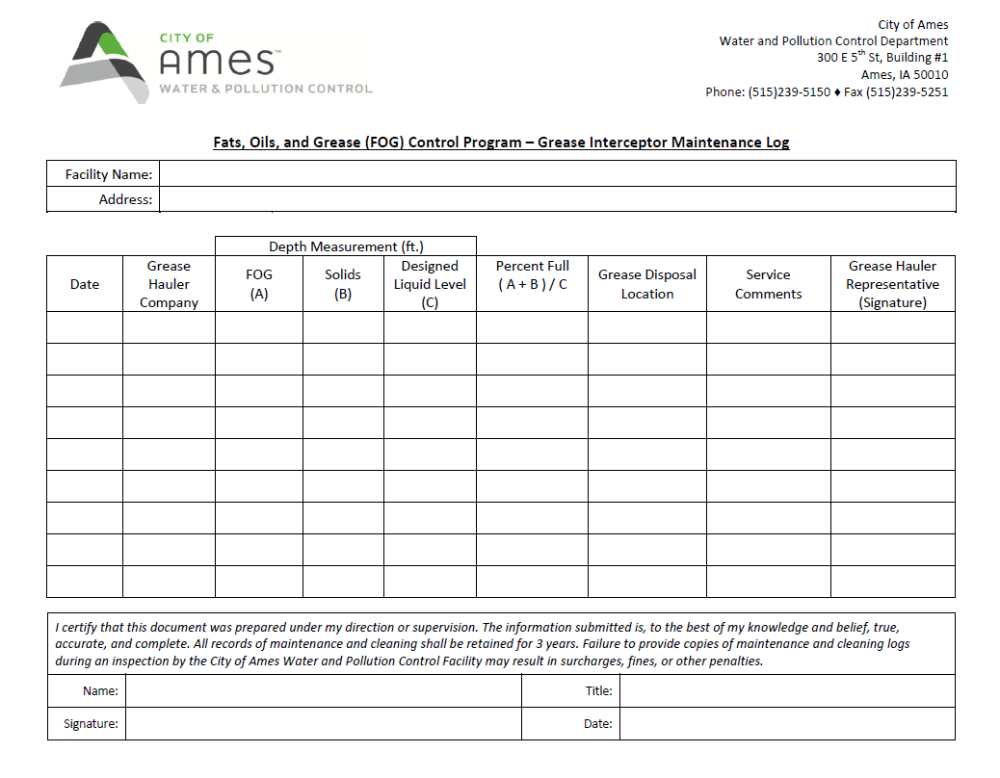 CITY OF
Ames™
WATER & POLLUTION CONTROL
City of Ames
Water and Pollution Control Department
300 E 5th St, Building #1
Ames, IA 50010
Phone: (515)239-5150 ♦ Fax (515)239-5251
Fats, Oils, and Grease (FOG) Control Program – Grease Interceptor Maintenance Log
Facility Name:
Address:
Depth Measurement (ft.)
Date
Grease
Hauler
Company
FOG
(A)
Solids
(B)
Designed
Liquid Level
(C)
Percent Full
( A + B ) / C
Grease Disposal
Location
Service
Comments
Grease Hauler
Representative
(Signature)
I certify that this document was prepared under my direction or supervision. The information submitted is, to the best of my knowledge and belief, true,
accurate, and complete. All records of maintenance and cleaning shall be retained for 3 years. Failure to provide copies of maintenance and cleaning logs
during an inspection by the City of Ames Water and Pollution Control Facility may result in surcharges, fines, or other penalties.
Name:
Title:
Signature:
Date: